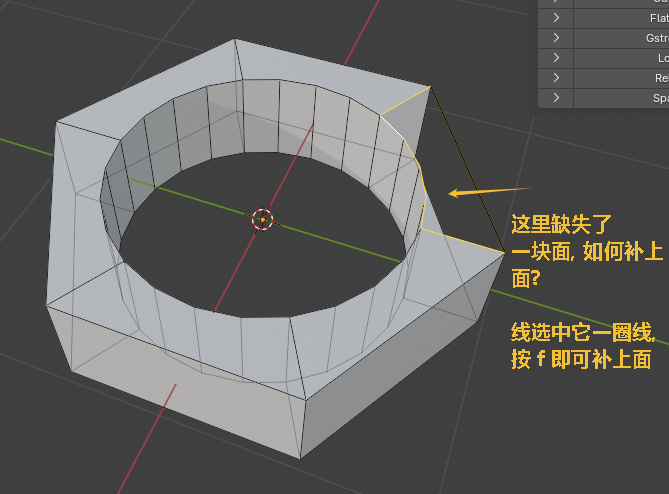 Flat
Gstr
Lo
Re
Spa
这里缺失了
一块面, 如何补上
面?
线选中它一圈线,
按 f 即可补上面